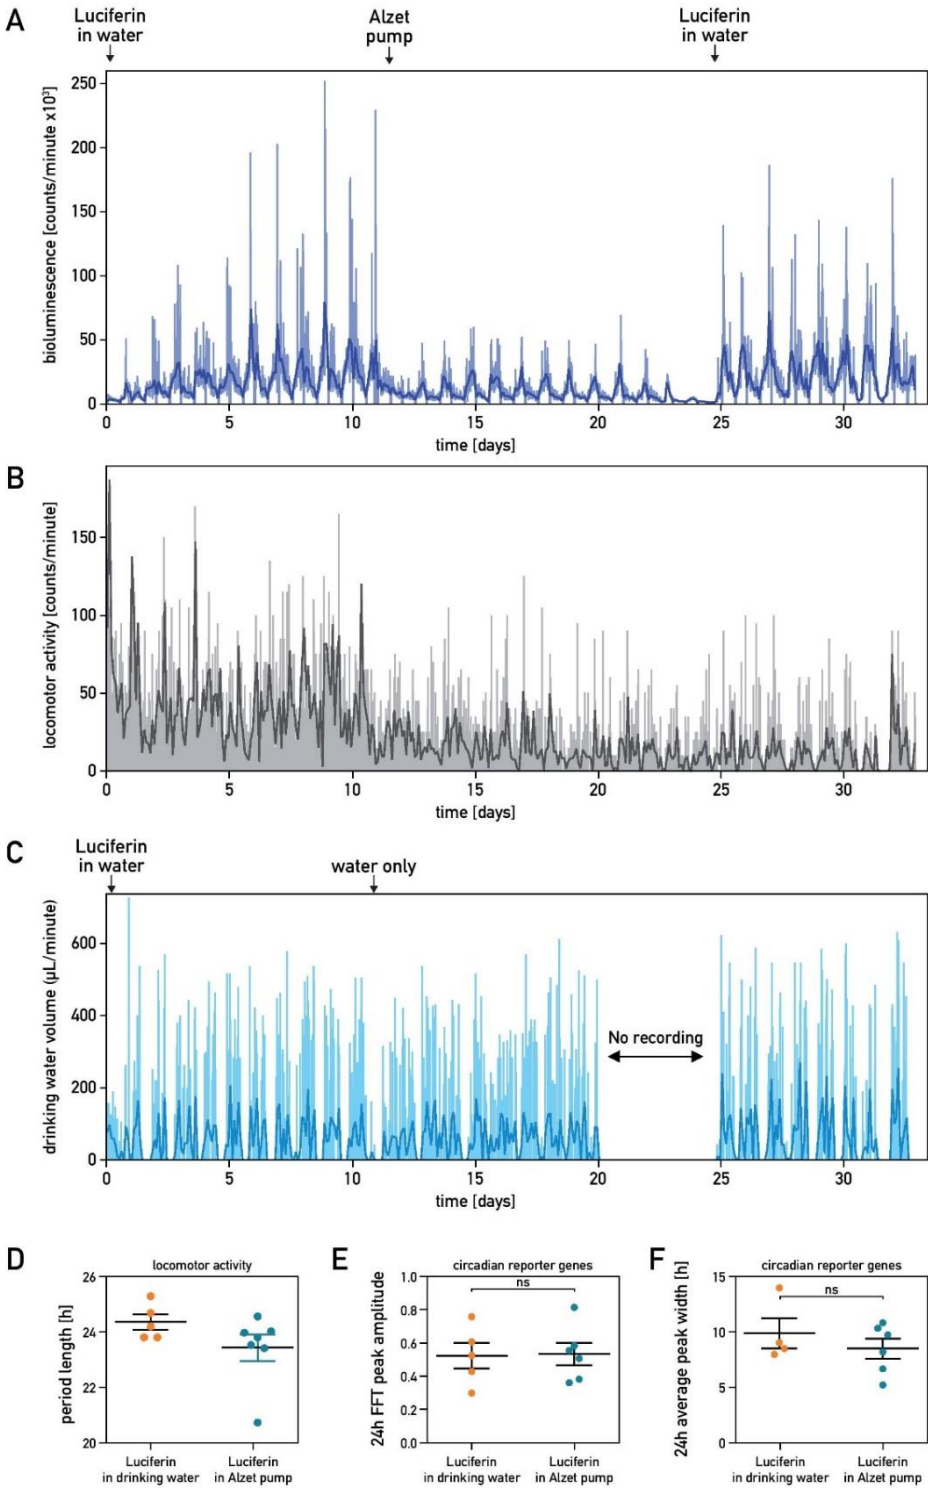 A
Luciferin
in water
Alzet
pump
Luciferin
in water
bioluminescence [counts/minute x10³]
250
200
150
100
50
0
0 5 10 15 20 25 30
time [days]
B
locomotor activity [counts/minute]
150
100
50
0
0 5 10 15 20 25 30
time [days]
C
Luciferin
in water
water only
drinking water volume (µL/minute)
600
400
200
0
No recording
0 5 10 15 20 25 30
time [days]
D
locomotor activity
period length [h]
26
24
22
20
Luciferin
in drinking water
Luciferin
in Alzet pump
E
circadian reporter genes
ns
24h FFT peak amplitude
1.0
0.8
0.6
0.4
0.2
0.0
Luciferin
in drinking water
Luciferin
in Alzet pump
F
circadian reporter genes
ns
24h average peak width [h]
15
10
5
0
Luciferin
in drinking water
Luciferin
in Alzet pump